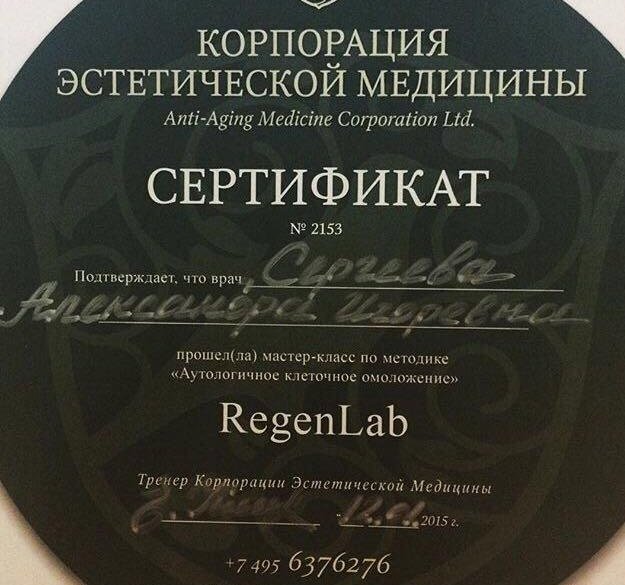 КОРПОРАЦИЯ
ЭСТЕТИЧЕСКОЙ МЕДИЦИНЫ
Anti-Aging Medicine Corporation Ltd.
СЕРТИФИКАТ
№ 2153
Подтверждает, что врач Сергеева
Александра Игоревна
прошел(ла) мастер-класс по методике
«Аутологичное клеточное омоложение»
RegenLab
Тренер Корпорации Эстетической Медицины
2015 г.
+7 495 6376276